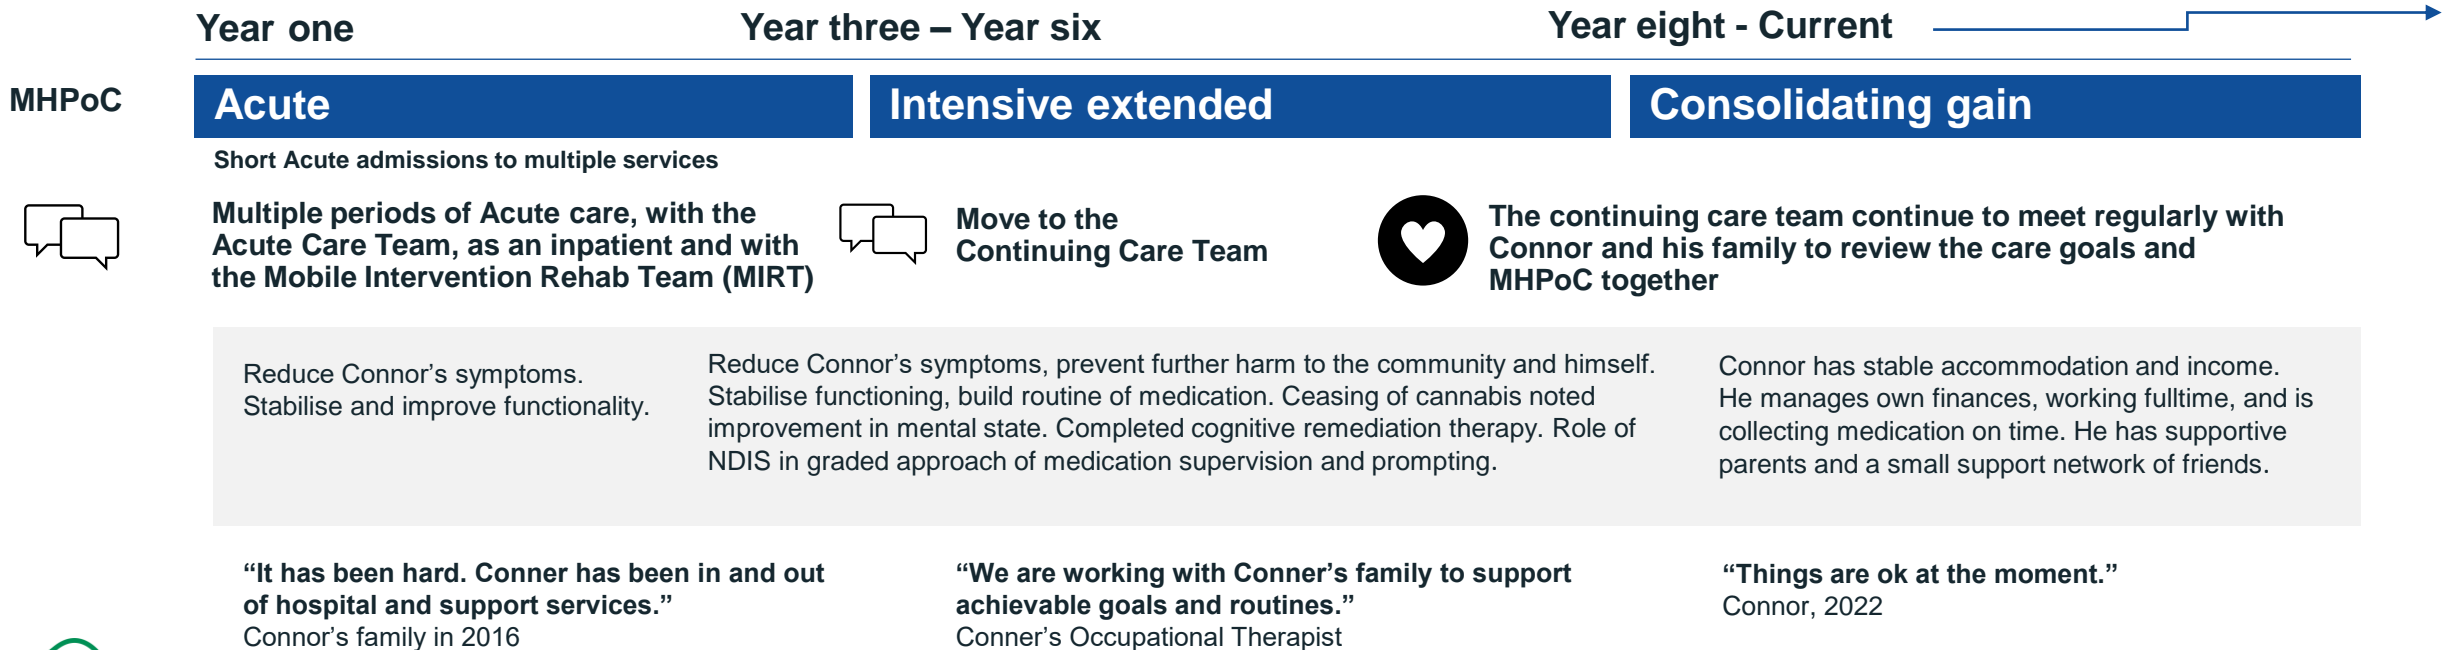 Year one
Year three – Year six
Year eight - Current
MHPoC
Acute
Intensive extended
Consolidating gain
Short Acute admissions to multiple services
Multiple periods of Acute care, with the
Acute Care Team, as an inpatient and with
the Mobile Intervention Rehab Team (MIRT)
Move to the
Continuing Care Team
The continuing care team continue to meet regularly with
Connor and his family to review the care goals and
MHPoC together
Reduce Connor’s symptoms.
Stabilise and improve functionality.
Reduce Connor’s symptoms, prevent further harm to the community and himself.
Stabilise functioning, build routine of medication. Ceasing of cannabis noted
improvement in mental state. Completed cognitive remediation therapy. Role of
NDIS in graded approach of medication supervision and prompting.
Connor has stable accommodation and income.
He manages own finances, working fulltime, and is
collecting medication on time. He has supportive
parents and a small support network of friends.
“It has been hard. Conner has been in and out
of hospital and support services.”
Connor’s family in 2016
“We are working with Conner’s family to support
achievable goals and routines.”
Conner’s Occupational Therapist
“Things are ok at the moment.”
Connor, 2022